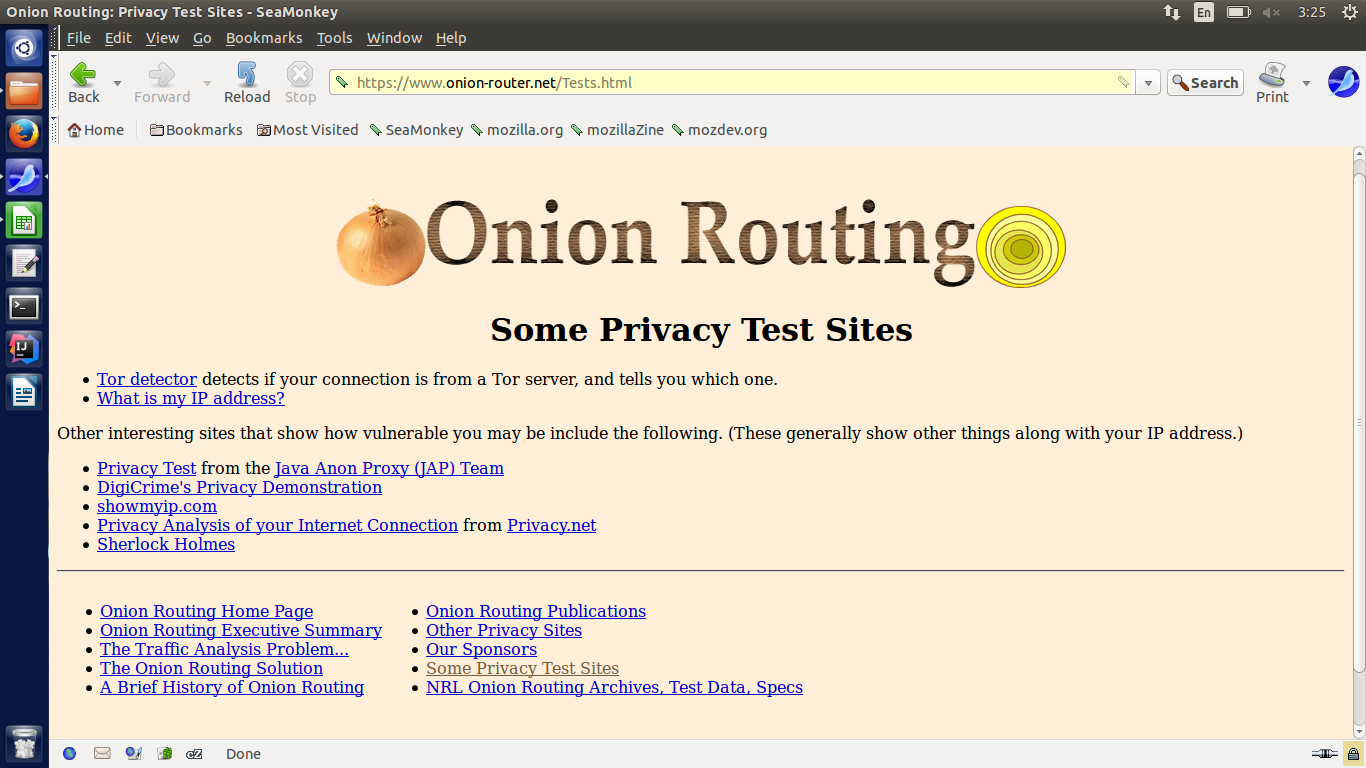 Onion Routing: Privacy Test Sites - SeaMonkey
En
3:25
File Edit View Go Bookmarks Tools Window Help
https://www.onion-router.net/Tests.html
Search
Back Forward Reload Stop Print
Home Bookmarks Most Visited SeaMonkey mozilla.org mozillaZine mozdev.org
Onion Routing
Some Privacy Test Sites
Tor detector detects if your connection is from a Tor server, and tells you which one.
What is my IP address?
Other interesting sites that show how vulnerable you may be include the following. (These generally show other things along with your IP address.)
Privacy Test from the Java Anon Proxy (JAP) Team
DigiCrime's Privacy Demonstration
showmyip.com
Privacy Analysis of your Internet Connection from Privacy.net
Sherlock Holmes
Onion Routing Home Page
Onion Routing Executive Summary
The Traffic Analysis Problem...
The Onion Routing Solution
A Brief History of Onion Routing
Onion Routing Publications
Other Privacy Sites
Our Sponsors
Some Privacy Test Sites
NRL Onion Routing Archives, Test Data, Specs
cZ
Done